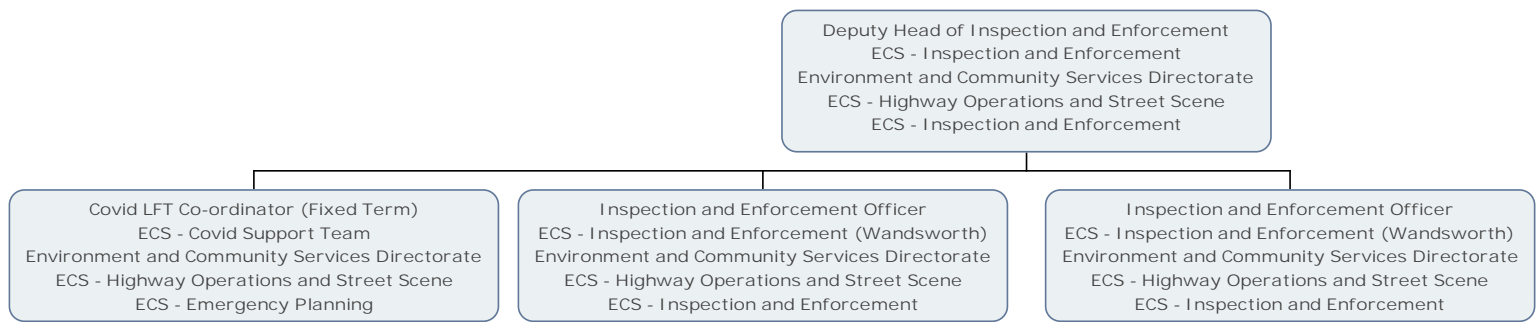 Deputy Head of Inspection and Enforcement
ECS - Inspection and Enforcement
Environment and Community Services Directorate
ECS - Highway Operations and Street Scene
ECS - Inspection and Enforcement
Covid LFT Co-ordinator (Fixed Term)
ECS - Covid Support Team
Environment and Community Services Directorate
ECS - Highway Operations and Street Scene
ECS - Emergency Planning
Inspection and Enforcement Officer
ECS - Inspection and Enforcement (Wandsworth)
Environment and Community Services Directorate
ECS - Highway Operations and Street Scene
ECS - Inspection and Enforcement
Inspection and Enforcement Officer
ECS - Inspection and Enforcement (Wandsworth)
Environment and Community Services Directorate
ECS - Highway Operations and Street Scene
ECS - Inspection and Enforcement